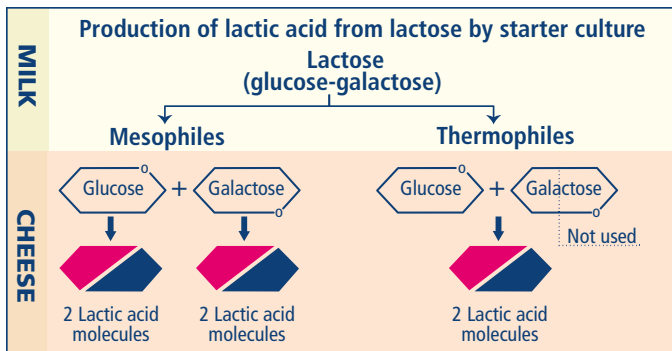 MILK
Production of lactic acid from lactose by starter culture
Lactose
(glucose-galactose)
Mesophiles
Thermophiles
CHEESE
Glucose
o
+
Galactose
o
Glucose
o
+
Galactose
o
Not used
2 Lactic acid
molecules
2 Lactic acid
molecules
2 Lactic acid
molecules